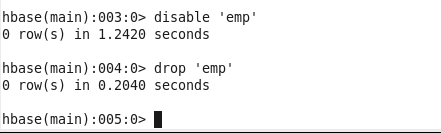 hbase(main):003:0> disable 'emp'
0 row(s) in 1.2420 seconds
hbase(main):004:0> drop 'emp'
0 row(s) in 0.2040 seconds
hbase(main):005:0>